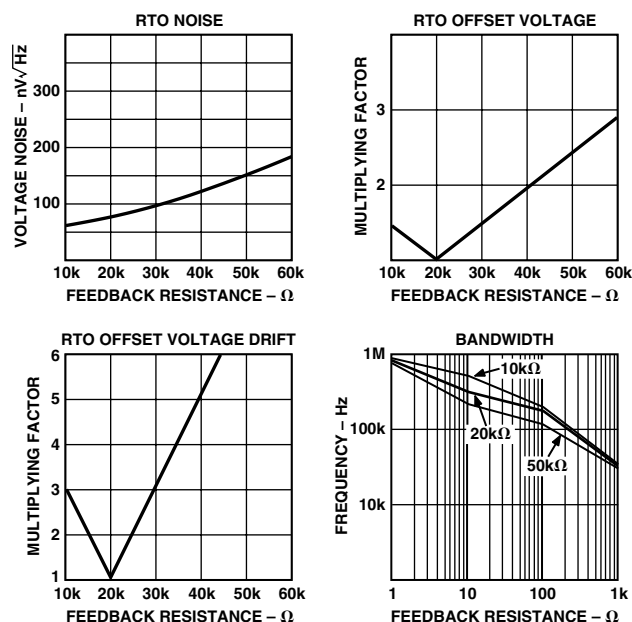 RTO NOISE
VOLTAGE NOISE – nV√Hz
300
200
100
10k 20k 30k 40k 50k 60k
FEEDBACK RESISTANCE – Ω
RTO OFFSET VOLTAGE
MULTIPLYING FACTOR
3
2
10k 20k 30k 40k 50k 60k
FEEDBACK RESISTANCE – Ω
RTO OFFSET VOLTAGE DRIFT
MULTIPLYING FACTOR
6
5
4
3
2
1
10k 20k 30k 40k 50k 60k
FEEDBACK RESISTANCE – Ω
BANDWIDTH
FREQUENCY – Hz
1M
100k
10k
10kΩ
20kΩ
50kΩ
1 10 100 1k
FEEDBACK RESISTANCE – Ω